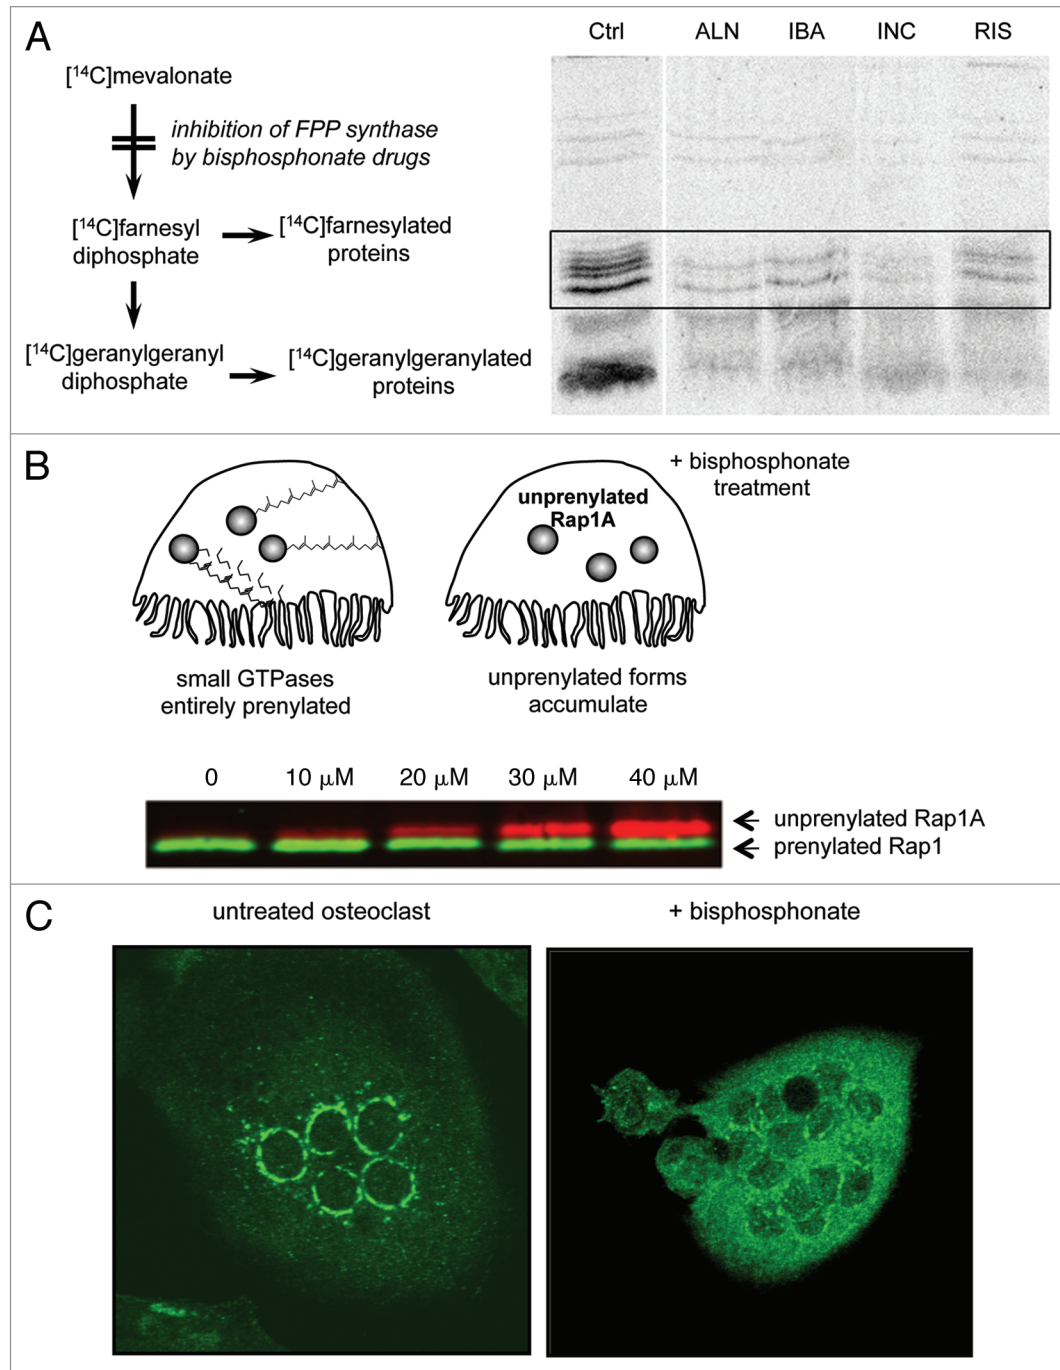 A
[14C]mevalonate
inhibition of FPP synthase
by bisphosphonate drugs
[14C]farnesyl
diphosphate
[14C]farnesylated
proteins
[14C]geranylgeranyl
diphosphate
[14C]geranylgeranylated
proteins
Ctrl ALN IBA INC RIS
B
+ bisphosphonate
treatment
unprenylated
Rap1A
small GTPases
entirely prenylated
unprenylated forms
accumulate
0 10 μM 20 μM 30 μM 40 μM
unprenylated Rap1A
prenylated Rap1
C
untreated osteoclast
+ bisphosphonate